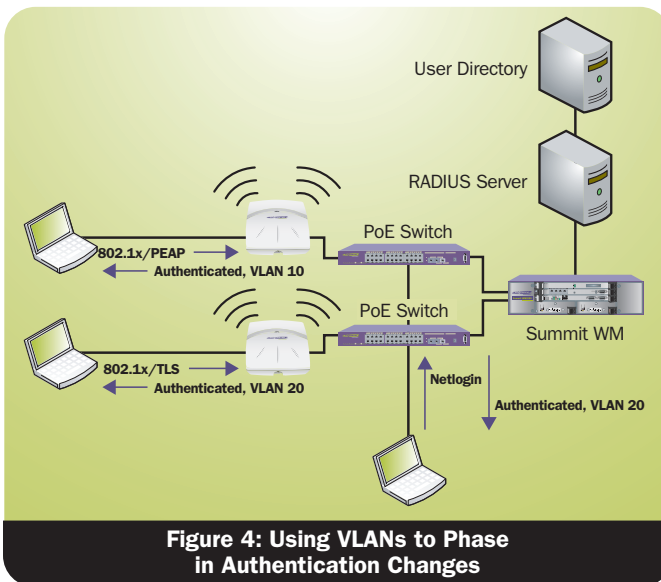 User Directory
RADIUS Server
PoE Switch
802.1x/PEAP
Authenticated, VLAN 10
PoE Switch
Summit WM
802.1x/TLS
Authenticated, VLAN 20
Netlogin
Authenticated, VLAN 20
Figure 4: Using VLANs to Phase
in Authentication Changes